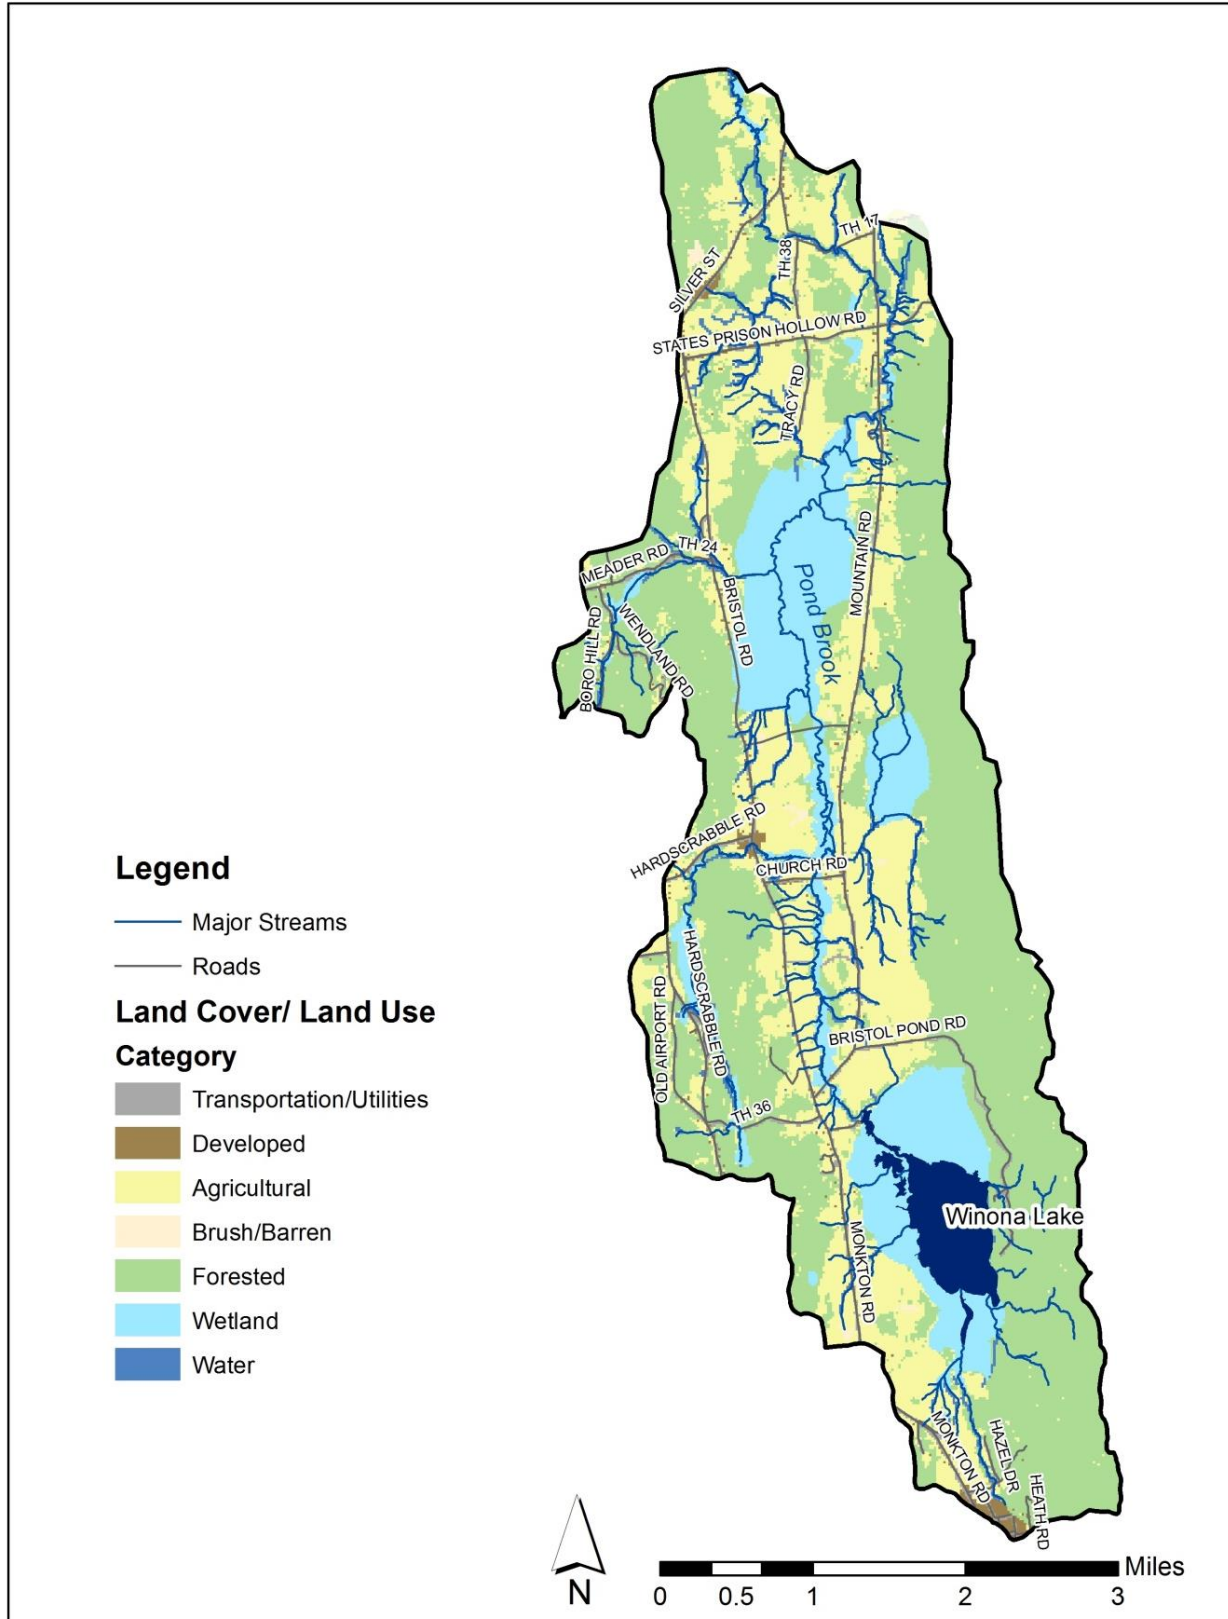 TH 17
TH 38
SILVER ST
STATES PRISON HOLLOW RD
TRACY RD
MOUNTAIN RD
TH 24
MEADER RD
BORO HILL RD
WENDLAND RD
BRISTOL RD
Pond Brook
HARDSCRABBLE RD
CHURCH RD
HARDSCRABBLE RD
OLD AIRPORT RD
BRISTOL POND RD
TH 36
Winona Lake
MONKTON RD
MONKTON RD
HAZEL DR
HEATH RD
Legend
Major Streams
Roads
Land Cover/ Land Use
Category
Transportation/Utilities
Developed
Agricultural
Brush/Barren
Forested
Wetland
Water
N
Miles
0 0.5 1 2 3